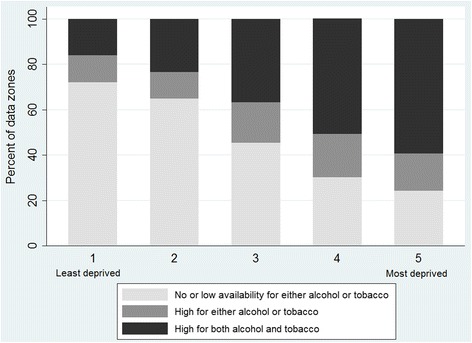 Percent of data zones
100
80
60
40
20
0
1 2 3 4 5
Least deprived Most deprived
No or low availability for either alcohol or tobacco
High for either alcohol or tobacco
High for both alcohol and tobacco